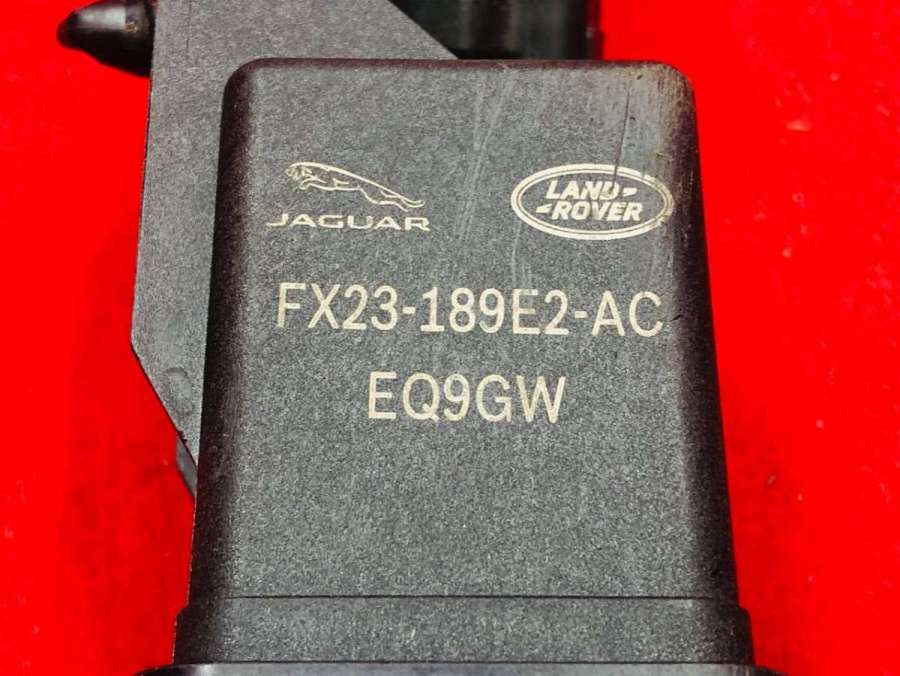 JAGUAR
LAND-
-ROVER
FX23-189E2-AC
EQ9GW